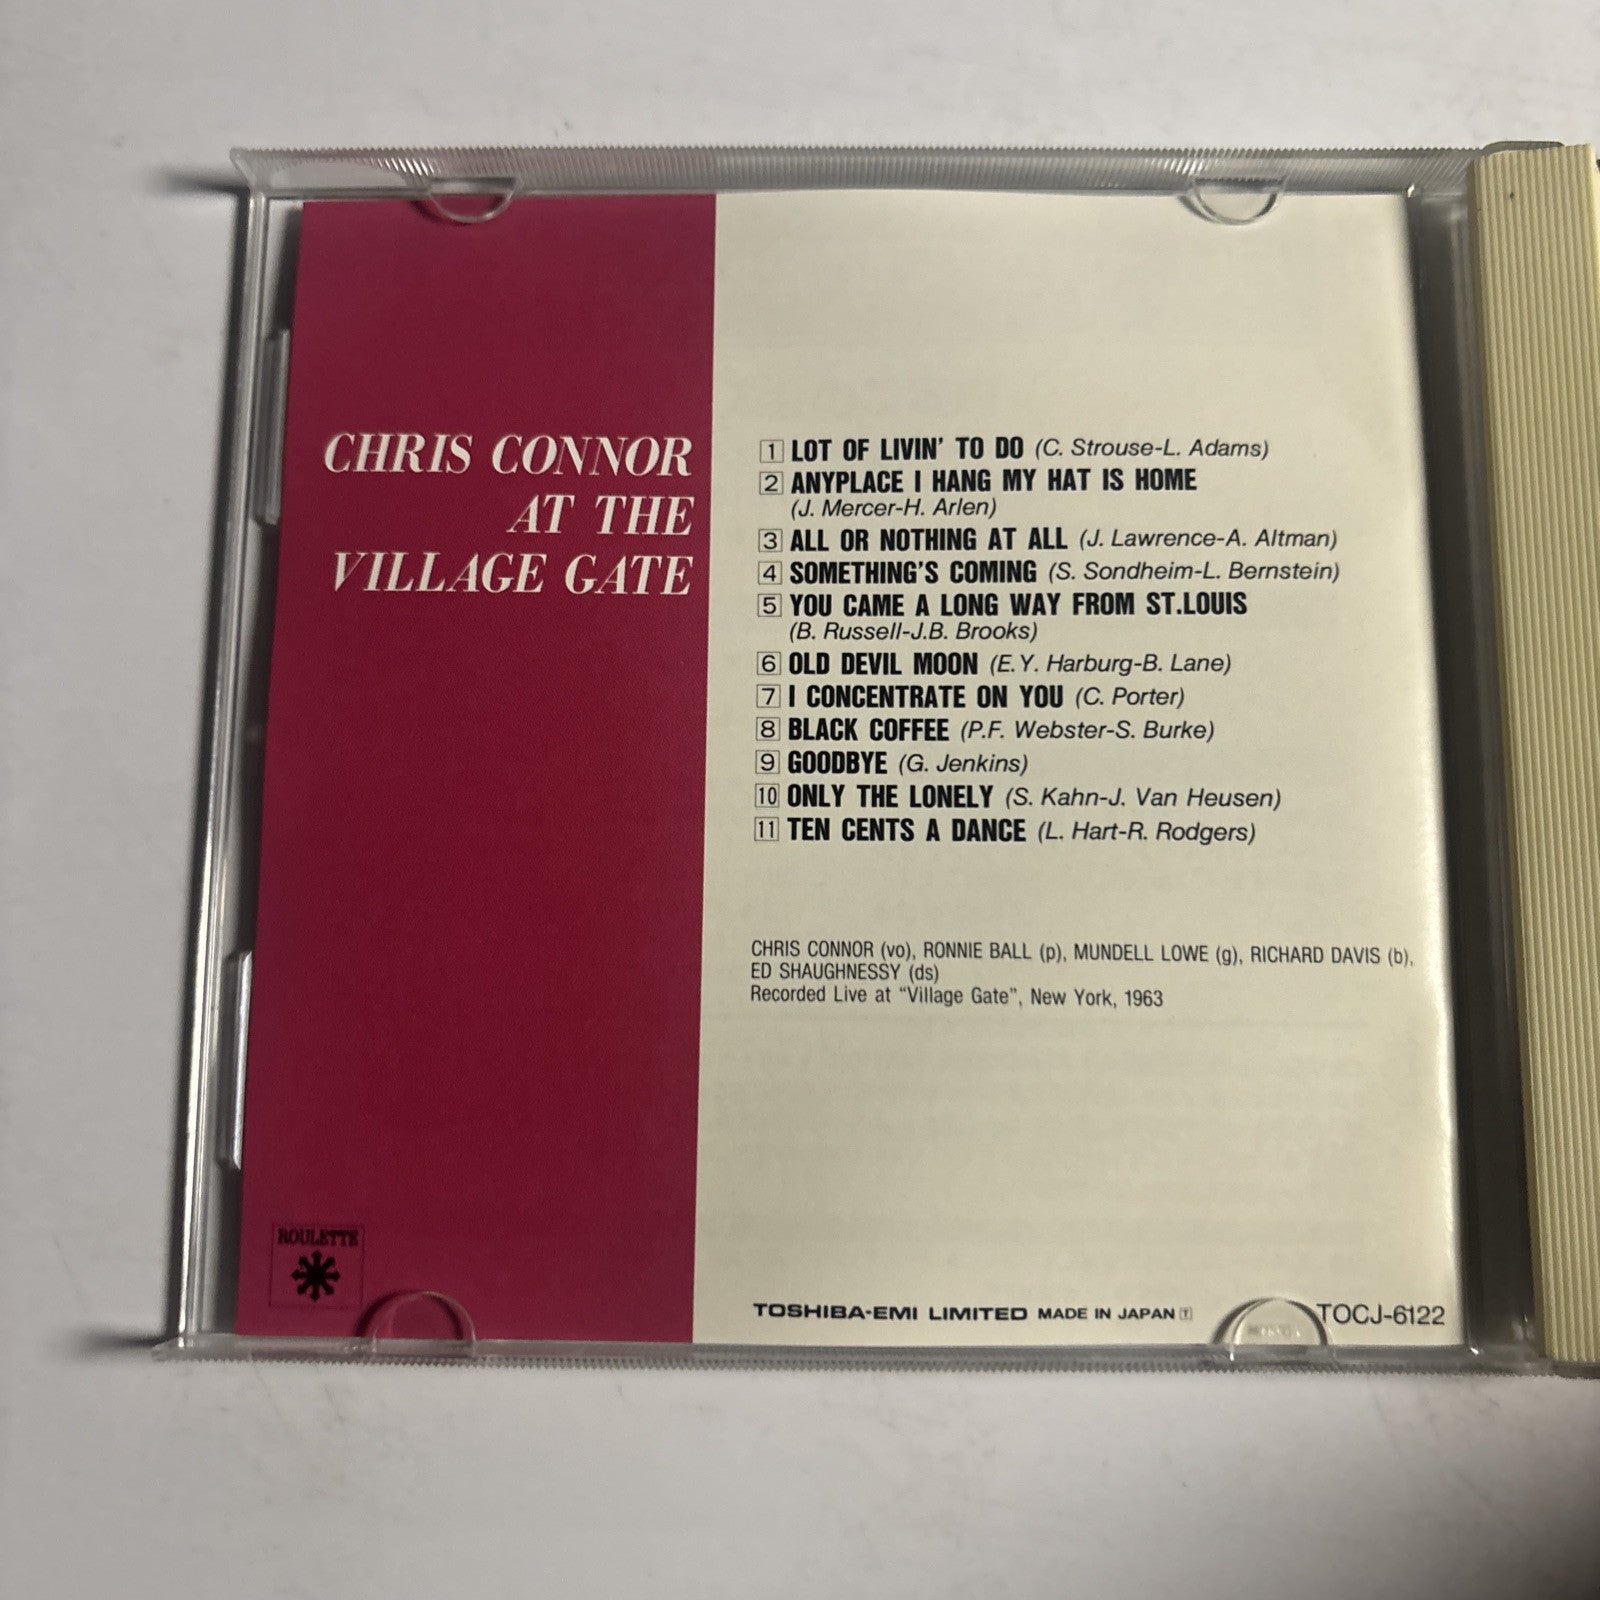 CHRIS CONNOR
AT THE
VILLAGE GATE
1 LOT OF LIVIN' TO DO (C. Strouse-L. Adams)
2 ANYPLACE I HANG MY HAT IS HOME
(J. Mercer-H. Arlen)
3 ALL OR NOTHING AT ALL (J. Lawrence-A. Altman)
4 SOMETHING'S COMING (S. Sondheim-L. Bernstein)
5 YOU CAME A LONG WAY FROM ST.LOUIS
(B. Russell-J.B. Brooks)
6 OLD DEVIL MOON (E.Y. Harburg-B. Lane)
7 I CONCENTRATE ON YOU (C. Porter)
8 BLACK COFFEE (P.F. Webster-S. Burke)
9 GOODBYE (G. Jenkins)
10 ONLY THE LONELY (S. Kahn-J. Van Heusen)
11 TEN CENTS A DANCE (L. Hart-R. Rodgers)
CHRIS CONNOR (vo), RONNIE BALL (p), MUNDELL LOWE (g), RICHARD DAVIS (b),
ED SHAUGHNESSY (ds)
Recorded Live at “Village Gate”, New York, 1963
ROULETTE
TOSHIBA-EMI LIMITED MADE IN JAPAN T TOCJ-6122